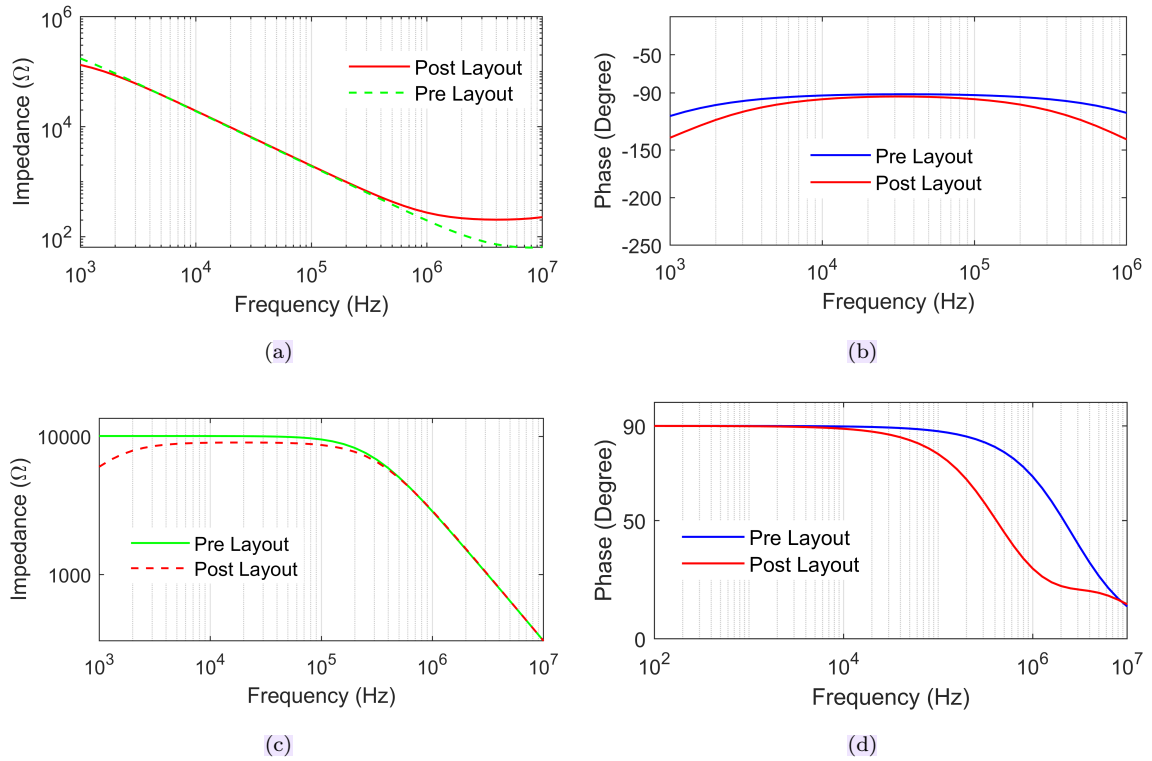 10^6
10^4
10^2
Impedance (Ω)
Post Layout
Pre Layout
10^3 10^4 10^5 10^6 10^7
Frequency (Hz)
(a)
-50
-90
-150
-200
-250
Phase (Degree)
Pre Layout
Post Layout
10^3 10^4 10^5 10^6
Frequency (Hz)
(b)
10000
1000
Impedance (Ω)
Pre Layout
Post Layout
10^3 10^4 10^5 10^6 10^7
Frequency (Hz)
(c)
90
50
0
Phase (Degree)
Pre Layout
Post Layout
10^2 10^4 10^6 10^7
Frequency (Hz)
(d)